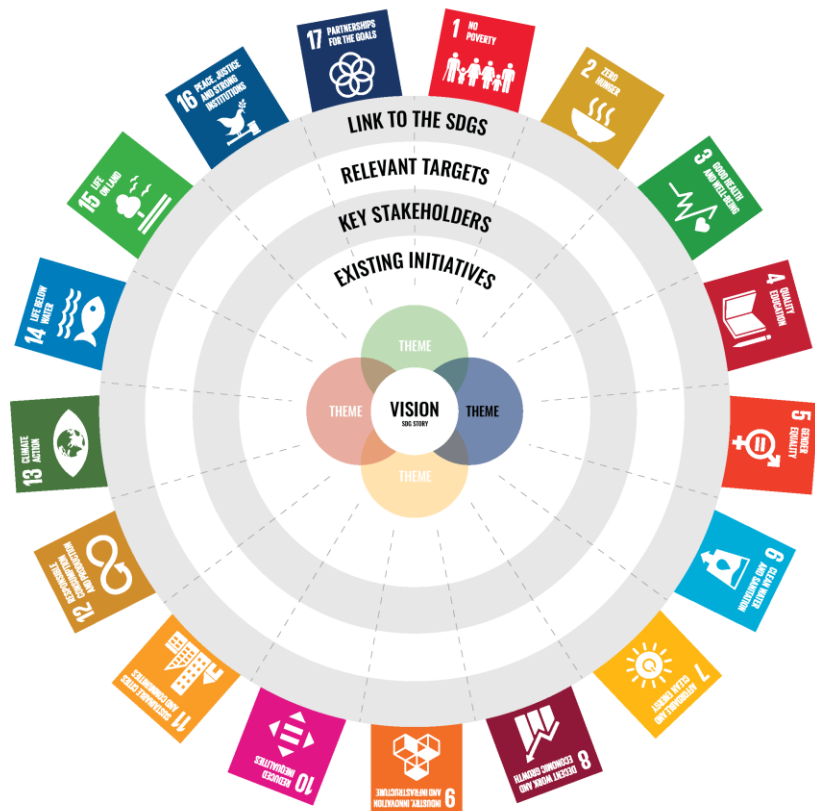 1 NO
POVERTY
2 ZERO
HUNGER
3 GOOD HEALTH
AND WELL-BEING
4 QUALITY
EDUCATION
5 GENDER
EQUALITY
6 CLEAN WATER
AND SANITATION
7 AFFORDABLE AND
CLEAN ENERGY
8 DECENT WORK AND
ECONOMIC GROWTH
9 INDUSTRY, INNOVATION
AND INFRASTRUCTURE
10 REDUCED
INEQUALITIES
11 SUSTAINABLE CITIES
AND COMMUNITIES
12 RESPONSIBLE
CONSUMPTION
AND PRODUCTION
13 CLIMATE
ACTION
14 LIFE BELOW
WATER
15 LIFE
ON LAND
16 PEACE, JUSTICE
AND STRONG
INSTITUTIONS
17 PARTNERSHIPS
FOR THE GOALS
LINK TO THE SDGS
RELEVANT TARGETS
KEY STAKEHOLDERS
EXISTING INITIATIVES
THEME
THEME
VISION
SDG STORY
THEME
THEME